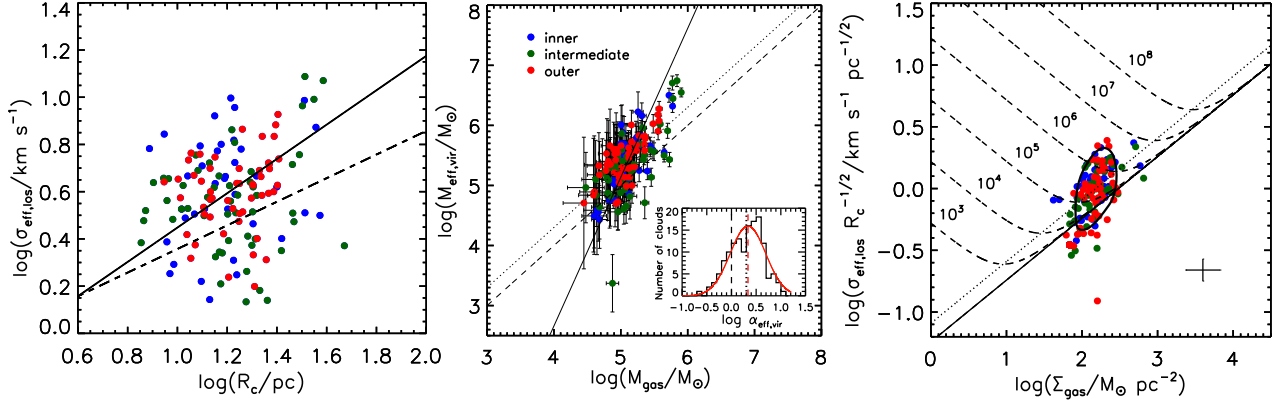 log(σeff,los/km s⁻¹)
1.4
1.2
1.0
0.8
0.6
0.4
0.2
0.0
0.6 0.8 1.0 1.2 1.4 1.6 1.8 2.0
log(Rc/pc)
log(Meff,vir/M⊙)
8
7
6
5
4
3
inner
intermediate
outer
Number of clouds
20
15
10
5
0
-1.0 -0.5 0.0 0.5 1.0 1.5
log αeff,vir
3 4 5 6 7 8
log(Mgas/M⊙)
log(σeff,los Rc⁻¹ᐟ²/km s⁻¹ pc⁻¹ᐟ²)
1.5
1.0
0.5
0.0
-0.5
-1.0
10⁸
10⁷
10⁶
10⁵
10⁴
10³
0 1 2 3 4
log(Σgas/M⊙ pc⁻²)